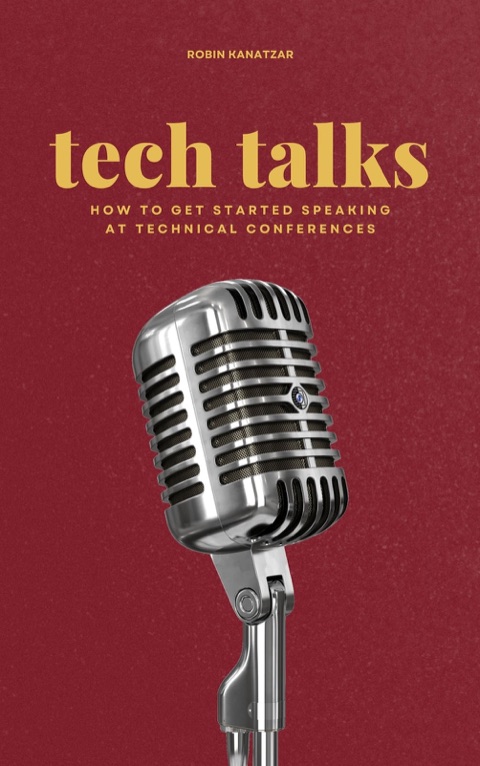 ROBIN KANATZAR
tech talks
HOW TO GET STARTED SPEAKING
AT TECHNICAL CONFERENCES